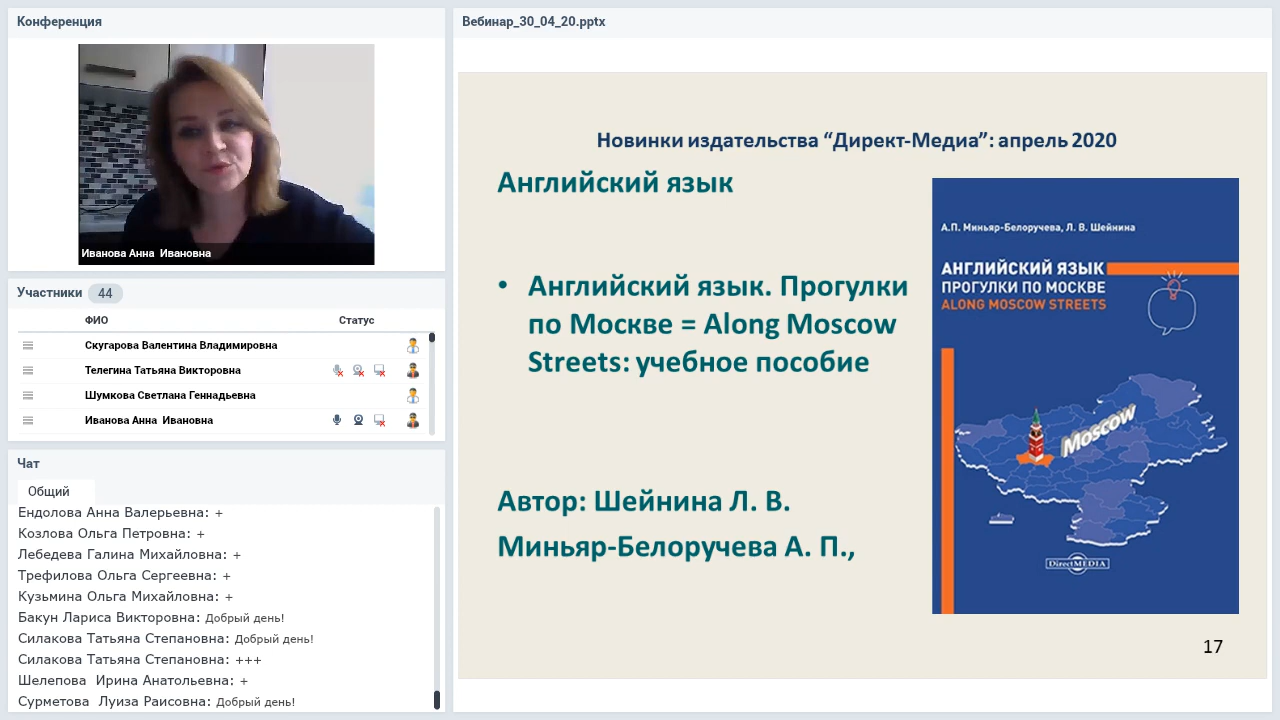 Конференция
Иванова Анна  Ивановна
Участники 44
ФИО Статус
Скугарова Валентина Владимировна
Телегина Татьяна Викторовна
Шумкова Светлана Геннадьевна
Иванова Анна  Ивановна
Чат
Общий
Ендолова Анна Валерьевна: +
Козлова Ольга Петровна: +
Лебедева Галина Михайловна: +
Трефилова Ольга Сергеевна: +
Кузьмина Ольга Михайловна: +
Бакун Лариса Викторовна: Добрый день!
Силакова Татьяна Степановна: Добрый день!
Силакова Татьяна Степановна: +++
Шелепова  Ирина Анатольевна: +
Сурметова  Луиза Раисовна: Добрый день!
Вебинар_30_04_20.pptx
Новинки издательства “Директ-Медиа”: апрель 2020
Английский язык
• Английский язык. Прогулки
по Москве = Along Moscow
Streets: учебное пособие
Автор: Шейнина Л. В.
Миньяр-Белоручева А. П.,
А.П. Миньяр-Белоручева, Л. В. Шейнина
АНГЛИЙСКИЙ ЯЗЫК
ПРОГУЛКИ ПО МОСКВЕ
ALONG MOSCOW STREETS
Moscow
DirectMEDIA
17